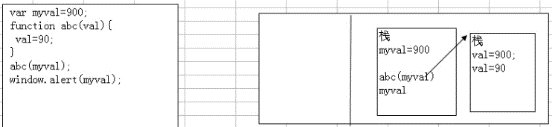 var myval=900;
function abc(val){
val=90;
}
abc(myval);
window.alert(myval);
栈
myval=900
abc(myval)
myval
栈
val=900;
val=90